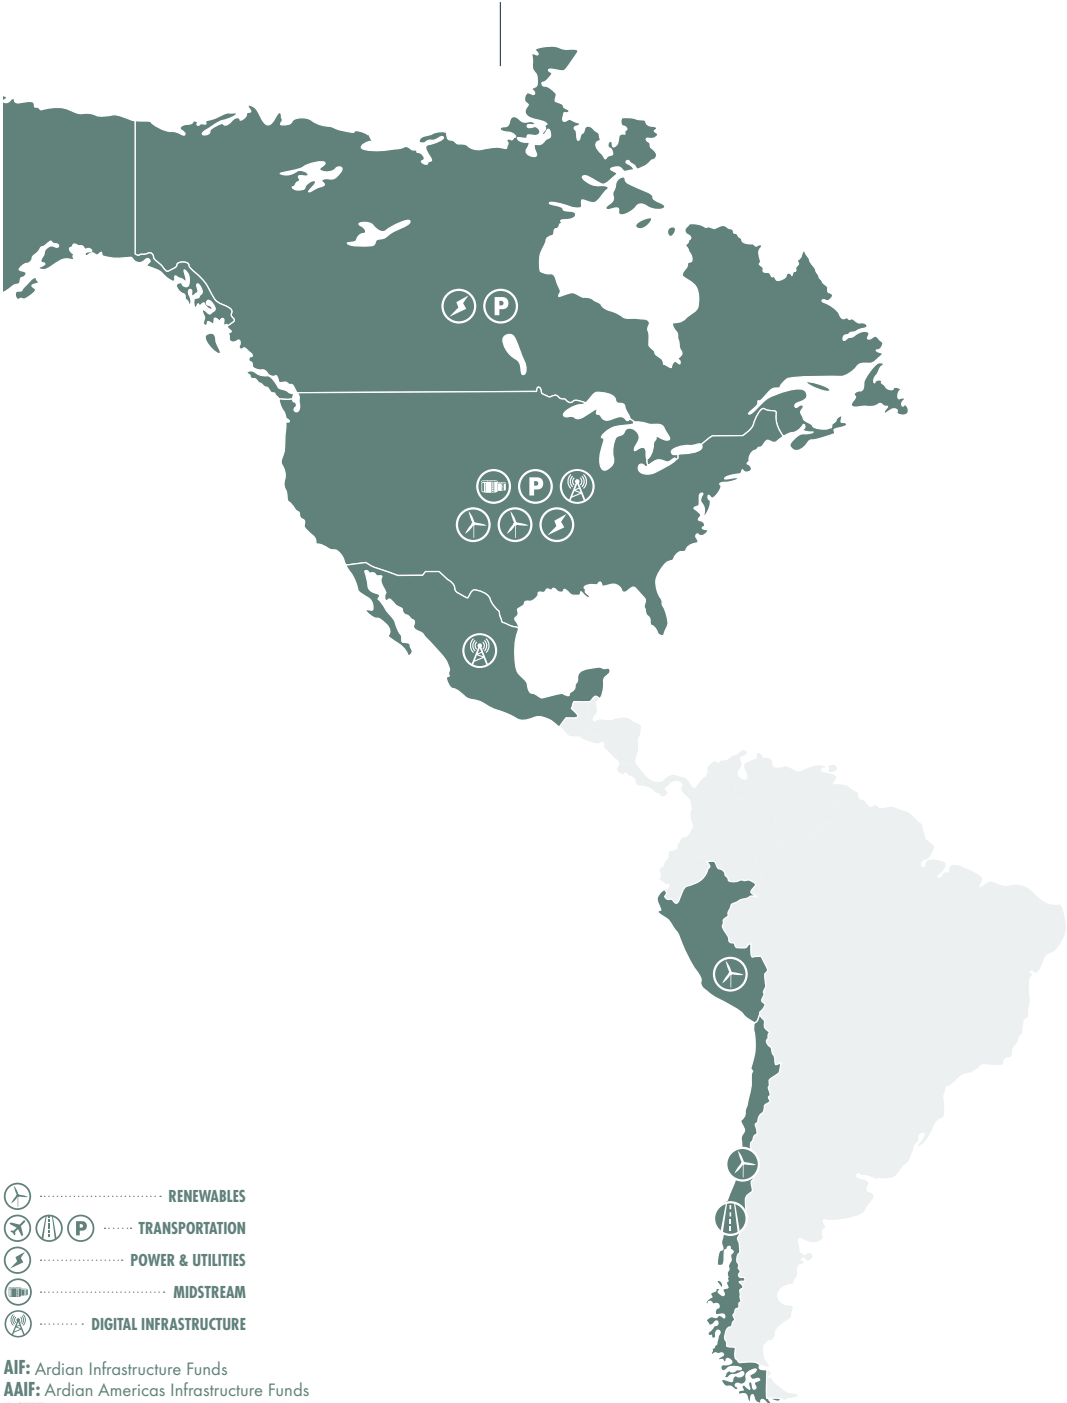 P
P
RENEWABLES
P TRANSPORTATION
POWER & UTILITIES
MIDSTREAM
DIGITAL INFRASTRUCTURE
AIF: Ardian Infrastructure Funds
AAIF: Ardian Americas Infrastructure Funds